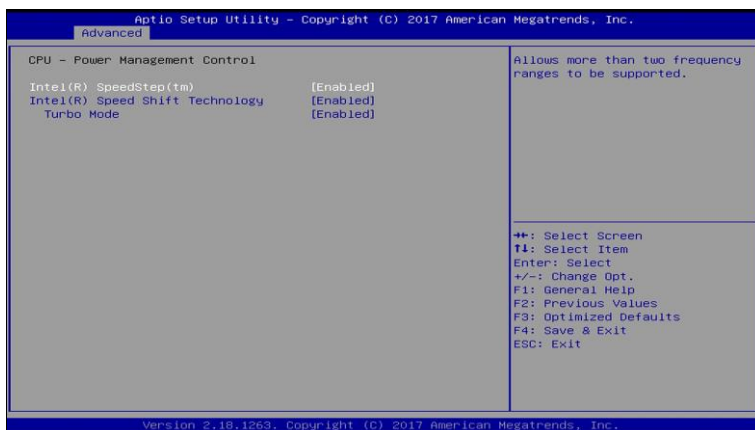 Aptio Setup Utility – Copyright (C) 2017 American Megatrends, Inc.
Advanced
CPU – Power Management Control
Intel(R) SpeedStep(tm) [Enabled]
Intel(R) Speed Shift Technology [Enabled]
Turbo Mode [Enabled]
Allows more than two frequency
ranges to be supported.
→←: Select Screen
↑↓: Select Item
Enter: Select
+/-: Change Opt.
F1: General Help
F2: Previous Values
F3: Optimized Defaults
F4: Save & Exit
ESC: Exit
Version 2.18.1263. Copyright (C) 2017 American Megatrends, Inc.